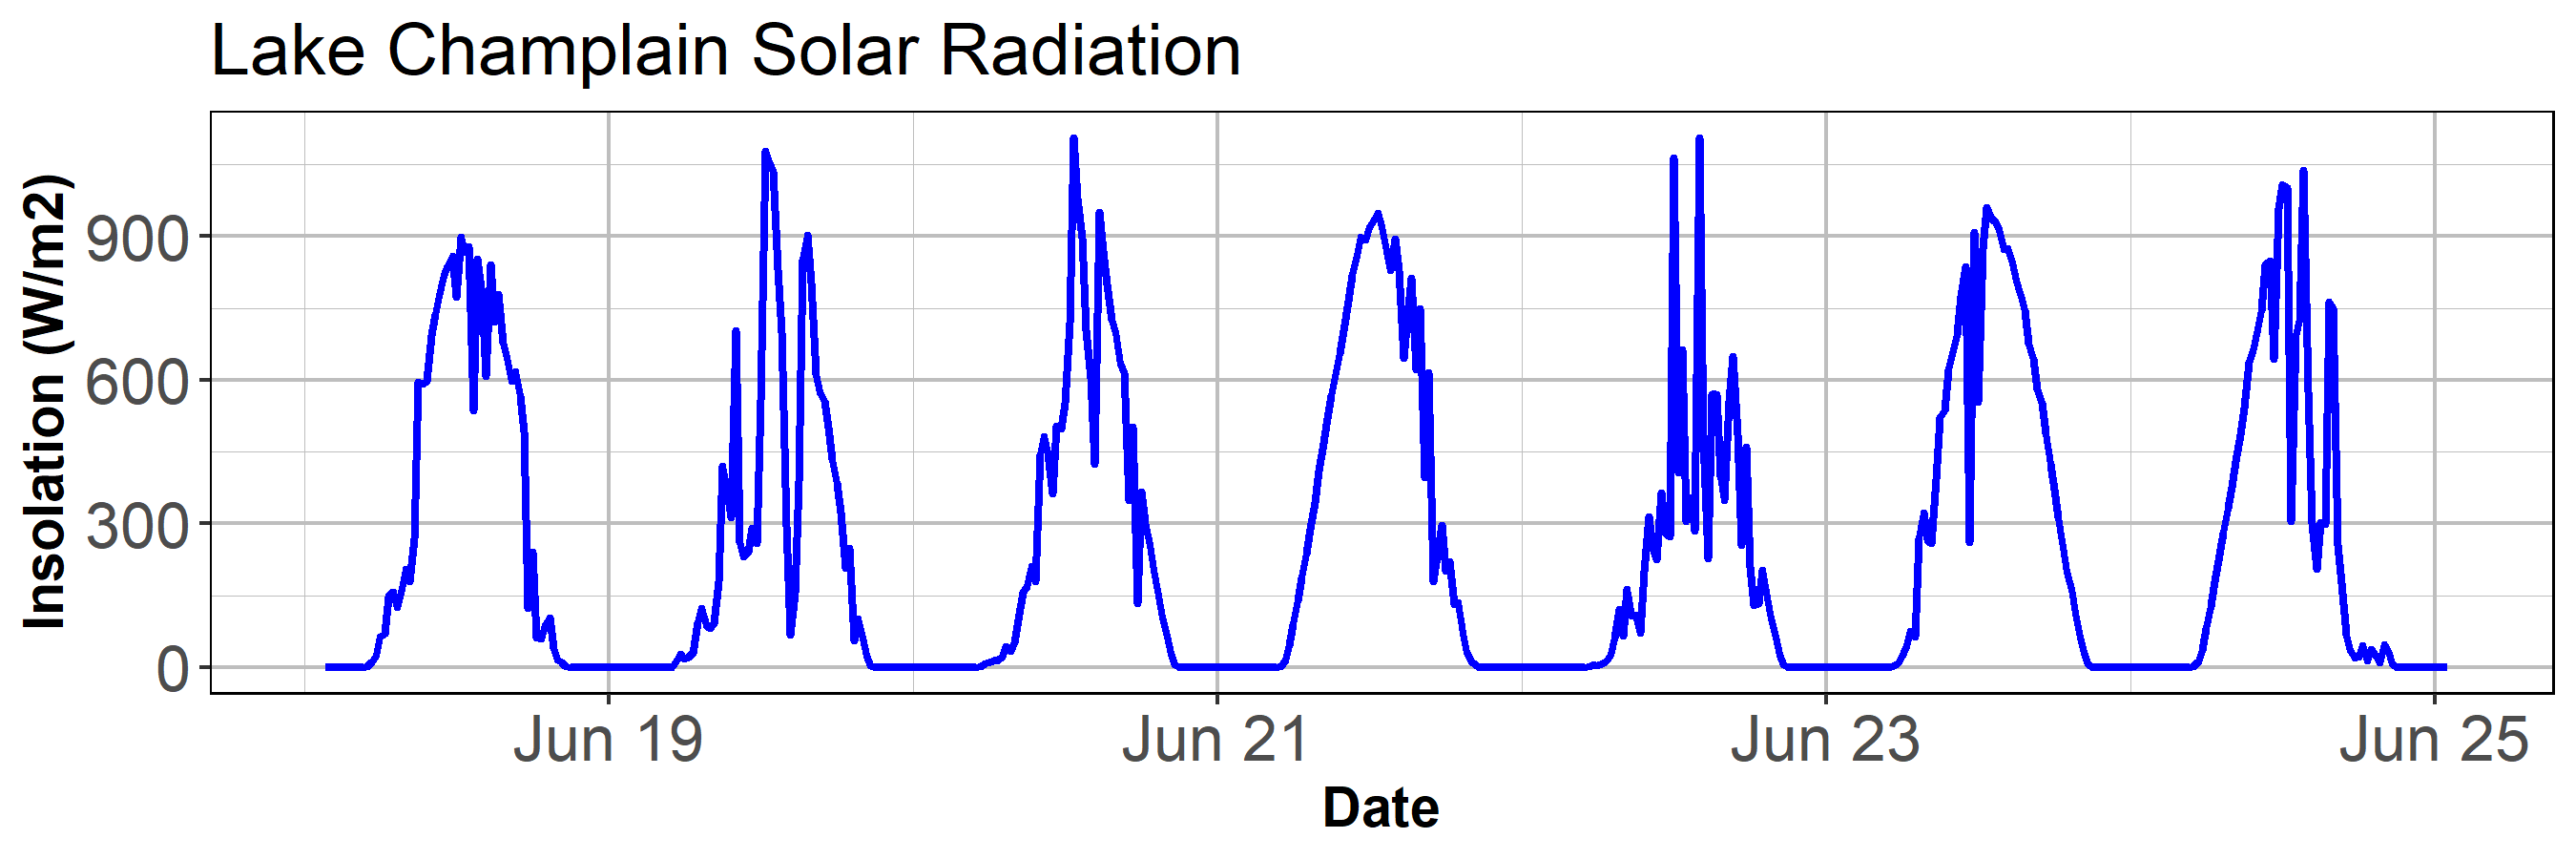 Lake Champlain Solar Radiation
Insolation (W/m2)
900
600
300
0
Jun 19
Jun 21
Jun 23
Jun 25
Date